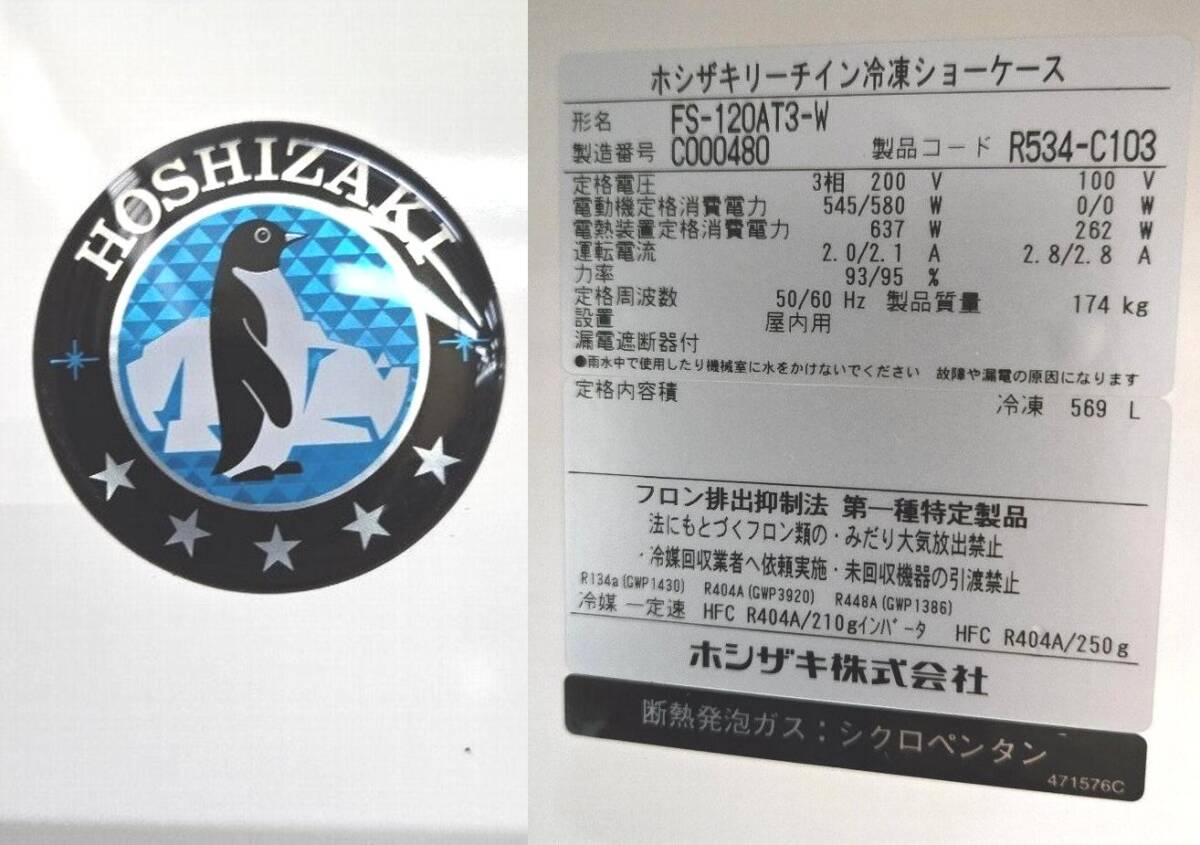 HOSHIZAKI
ホシザキリーチイン冷凍ショーケース
形名 FS-120AT3-W
製造番号 C000480 製品コード R534-C103
定格電圧 3相 200 V 100 V
電動機定格消費電力 545/580 W 0/0 W
電熱装置定格消費電力 637 W 262 W
運転電流 2.0/2.1 A 2.8/2.8 A
力率 93/95 %
定格周波数 50/60 Hz 製品質量 174 kg
設置 屋内用
漏電遮断器付
●雨水中で使用したり機械室に水をかけないでください 故障や漏電の原因になります
定格内容積 冷凍 569 L
フロン排出抑制法 第一種特定製品
法にもとづくフロン類の・みだり大気放出禁止
・冷媒回収業者へ依頼実施・未回収機器の引渡禁止
R134a(GWP1430) R404A(GWP3920) R448A(GWP1386)
冷媒 一定速 HFC R404A/210gインバータ HFC R404A/250g
ホシザキ株式会社
断熱発泡ガス：シクロペンタン
471576C